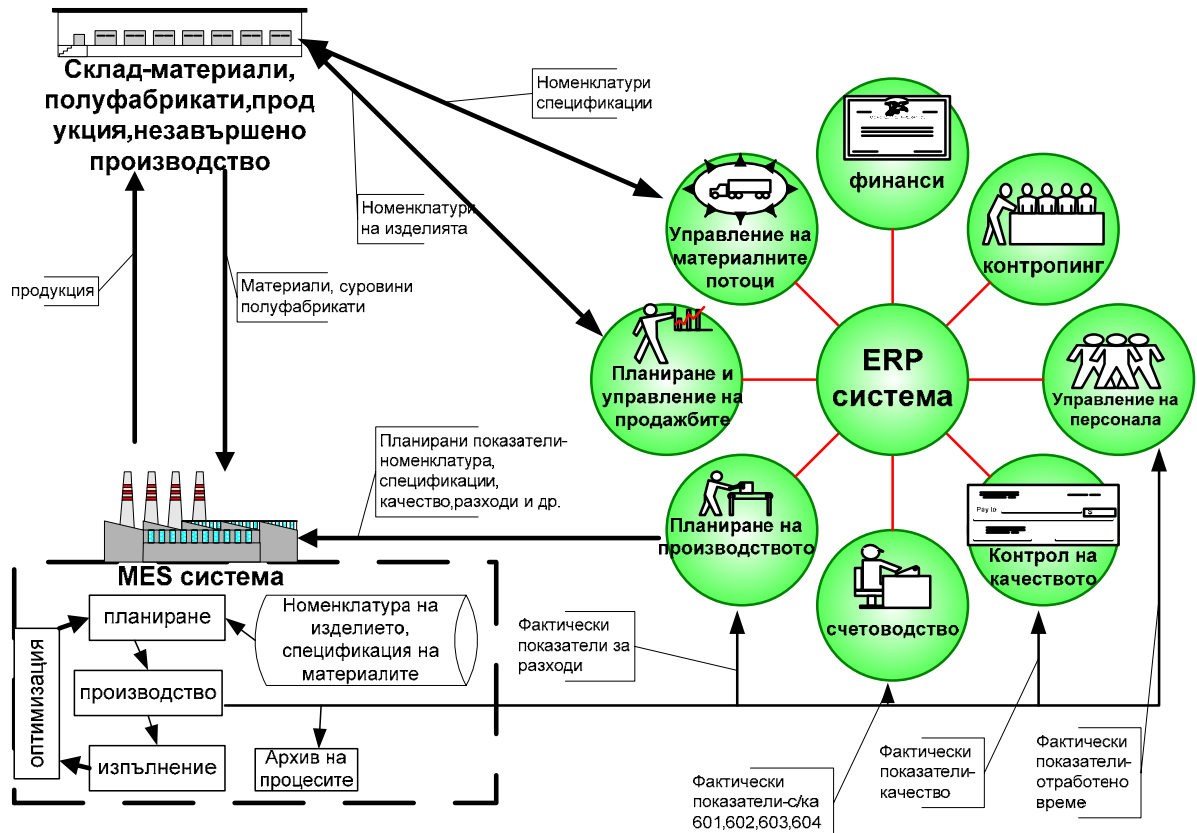 Склад-материали,
полуфабрикати,прод
укция,незавършено
производство
Номенклатури
спецификации
Номенклатури
на изделията
продукция
Материали, суровини
полуфабрикати
финанси
контропинг
Управление на
материалните
потоци
Планиране и
управление на
продажбите
ERP
система
Управление на
персонала
Планирани показатели-
номенклатура,
спецификации,
качество,разходи и др.
Планиране на
производството
Pay to
$
Контрол на
качеството
счетоводство
MES система
оптимизация
планиране
Номенклатура на
изделието,
спецификация на
материалите
производство
изпълнение
Архив на
процесите
Фактически
показатели за
разходи
Фактически
показатели-с/ка
601,602,603,604
Фактически
показатели-
качество
Фактически
показатели-
отработено
време